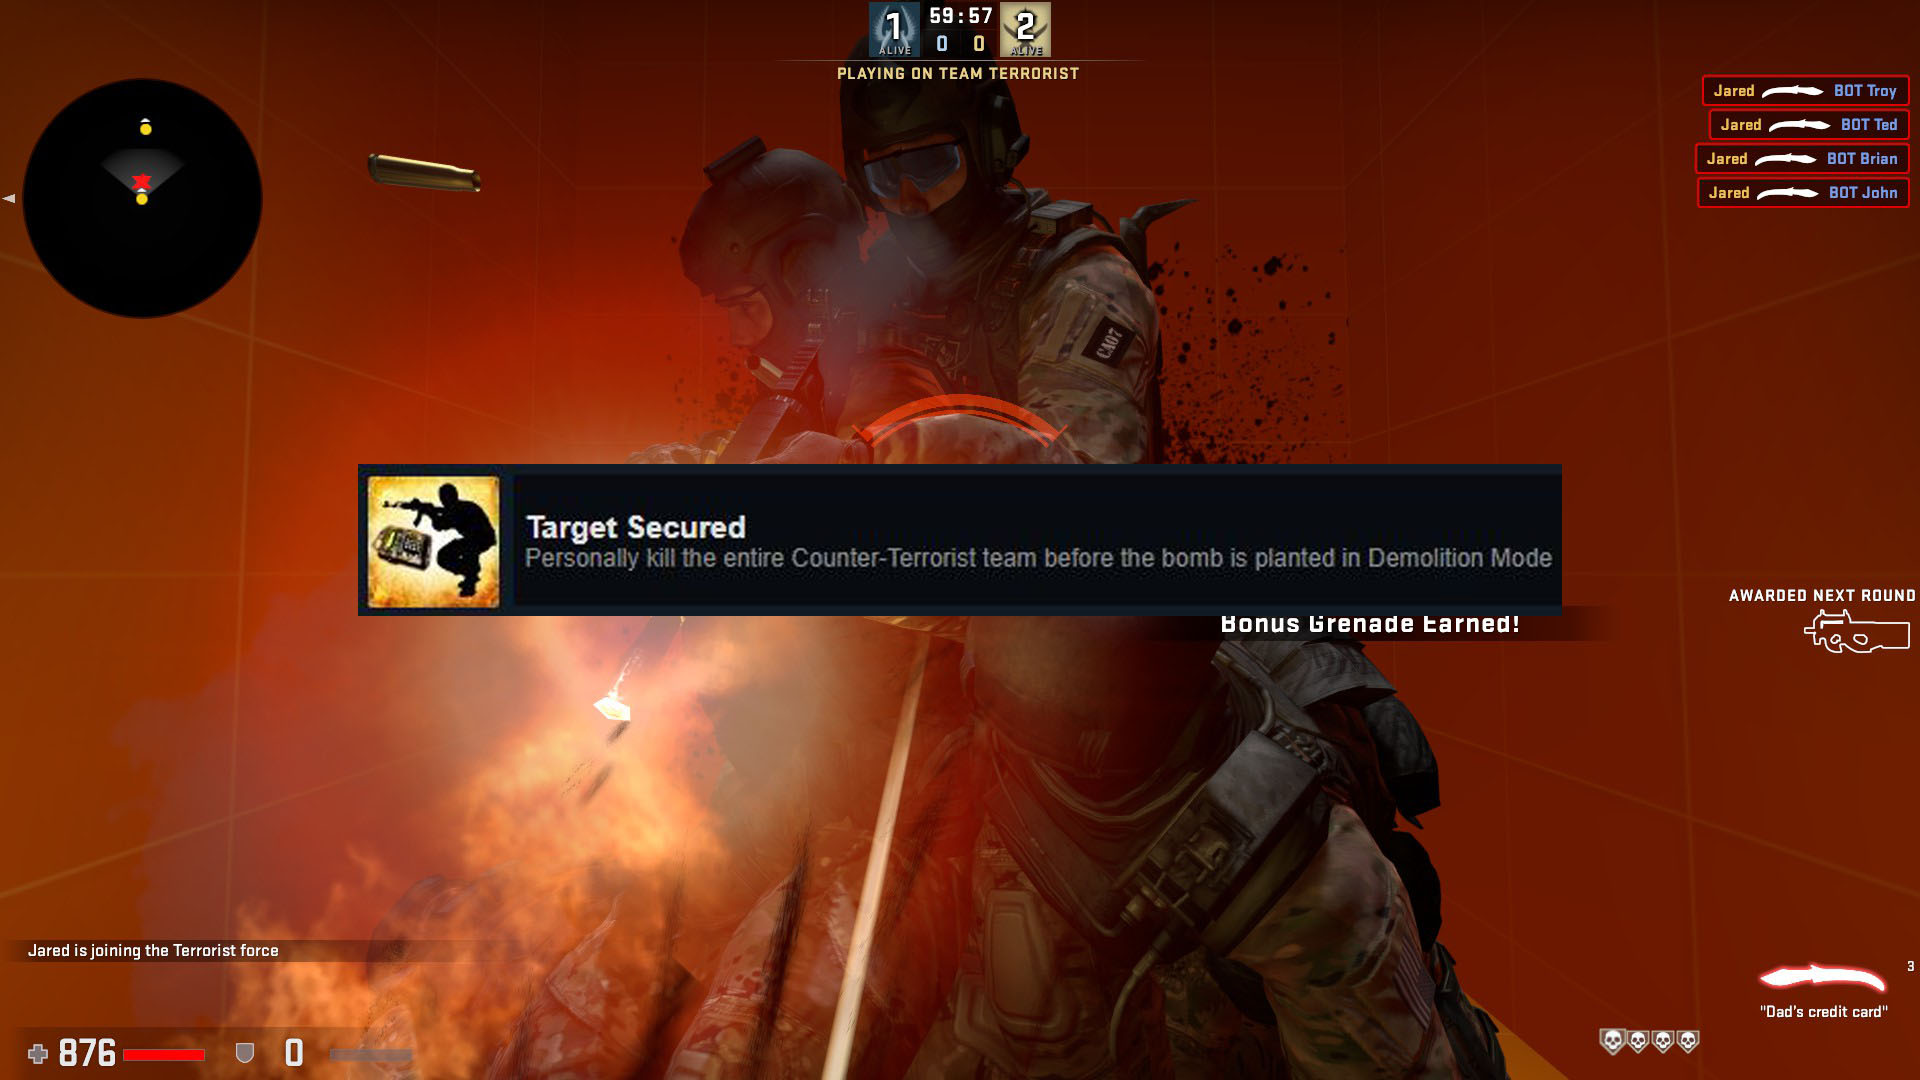 1
ALIVE
59:57
0 0
2
ALIVE
PLAYING ON TEAM TERRORIST
Jared BOT Troy
Jared BOT Ted
Jared BOT Brian
Jared BOT John
CAO7
Target Secured
Personally kill the entire Counter-Terrorist team before the bomb is planted in Demolition Mode
Bonus Grenade Earned!
AWARDED NEXT ROUND
Jared is joining the Terrorist force
3
"Dad's credit card"
876 0